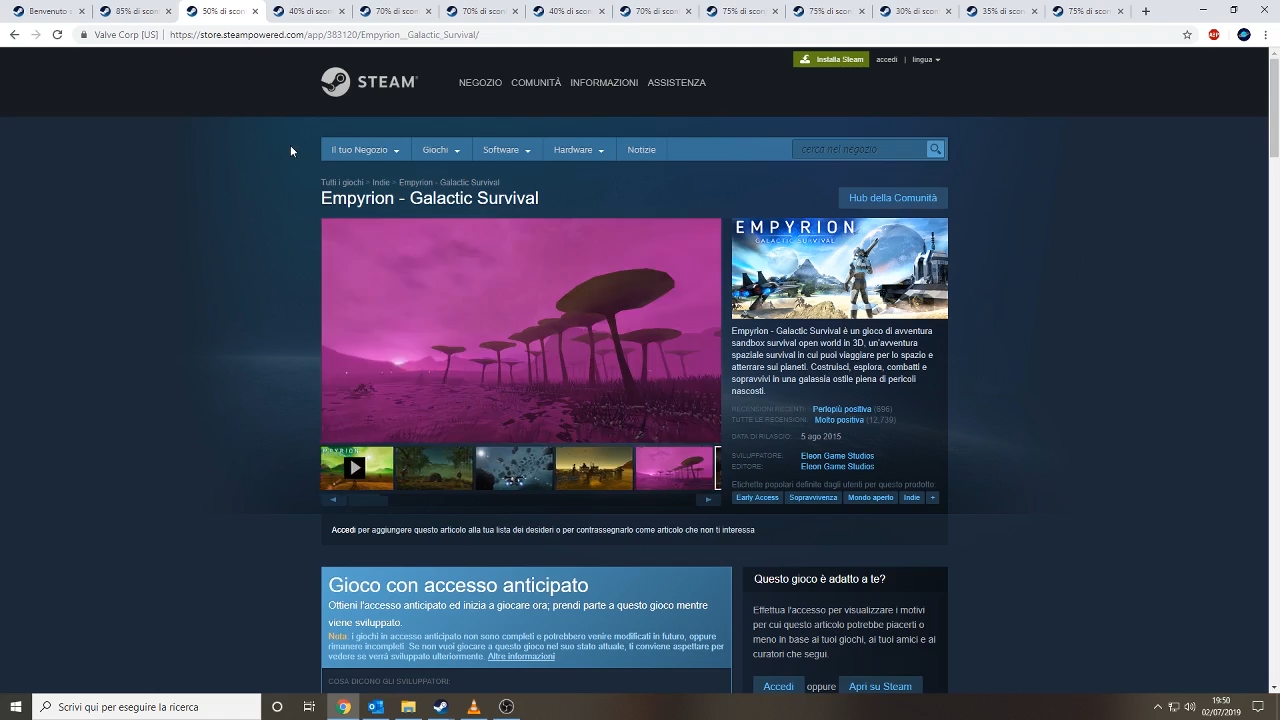 Benvenuto
85% di scon
50% di scon
40% di scon
70% di scon
75% di scon
40% di scon
70% di scon
75% di scon
50% di scon
35% di scon
75% di scon
Valve Corp [US] | https://store.steampowered.com/app/383120/Empyrion__Galactic_Survival/
ABP
Installa Steam
accedi | lingua
STEAM
NEGOZIO COMUNITÀ INFORMAZIONI ASSISTENZA
Il tuo Negozio
Giochi
Software
Hardware
Notizie
cerca nel negozio
Tutti i giochi > Indie > Empyrion - Galactic Survival
Empyrion - Galactic Survival
Hub della Comunità
EMPYRION
GALACTIC SURVIVAL
Empyrion - Galactic Survival è un gioco di avventura
sandbox survival open world in 3D, un'avventura
spaziale survival in cui puoi viaggiare per lo spazio e
atterrare sui pianeti. Costruisci, esplora, combatti e
sopravvivi in una galassia ostile piena di pericoli
nascosti.
RECENSIONI RECENTI: Perlopiù positiva (696)
TUTTE LE RECENSIONI: Molto positiva (12,739)
DATA DI RILASCIO: 5 ago 2015
SVILUPPATORE: Eleon Game Studios
EDITORE: Eleon Game Studios
Etichette popolari definite dagli utenti per questo prodotto:
Early Access Sopravvivenza Mondo aperto Indie +
Accedi per aggiungere questo articolo alla tua lista dei desideri o per contrassegnarlo come articolo che non ti interessa
Gioco con accesso anticipato
Ottieni l'accesso anticipato ed inizia a giocare ora; prendi parte a questo gioco mentre
viene sviluppato.
Nota: i giochi in accesso anticipato non sono completi e potrebbero venire modificati in futuro, oppure
rimanere incompleti. Se non vuoi giocare a questo gioco nel suo stato attuale, ti conviene aspettare per
vedere se verrà sviluppato ulteriormente. Altre informazioni
COSA DICONO GLI SVILUPPATORI:
Questo gioco è adatto a te?
Effettua l'accesso per visualizzare i motivi
per cui questo articolo potrebbe piacerti o
meno in base ai tuoi giochi, ai tuoi amici e ai
curatori che segui.
Accedi oppure Apri su Steam
Scrivi qui per eseguire la ricerca
19:50
02/07/2019